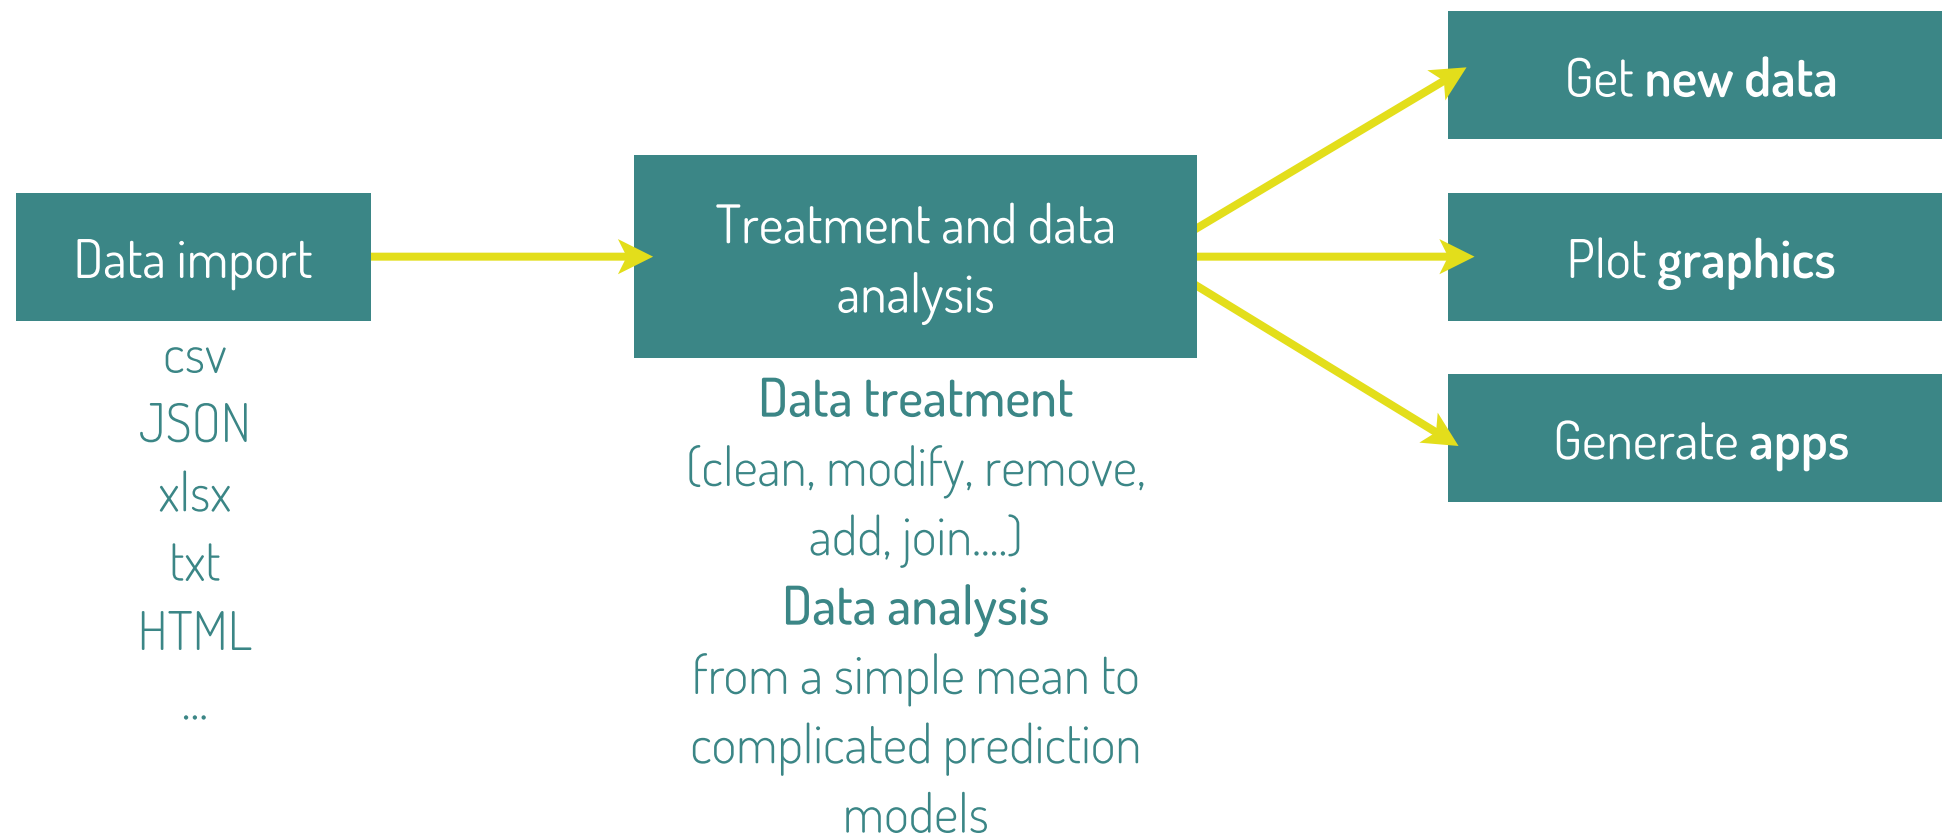 Data import
csv
JSON
xlsx
txt
HTML
...
Treatment and data
analysis
Data treatment
(clean, modify, remove,
add, join....)
Data analysis
from a simple mean to
complicated prediction
models
Get new data
Plot graphics
Generate apps